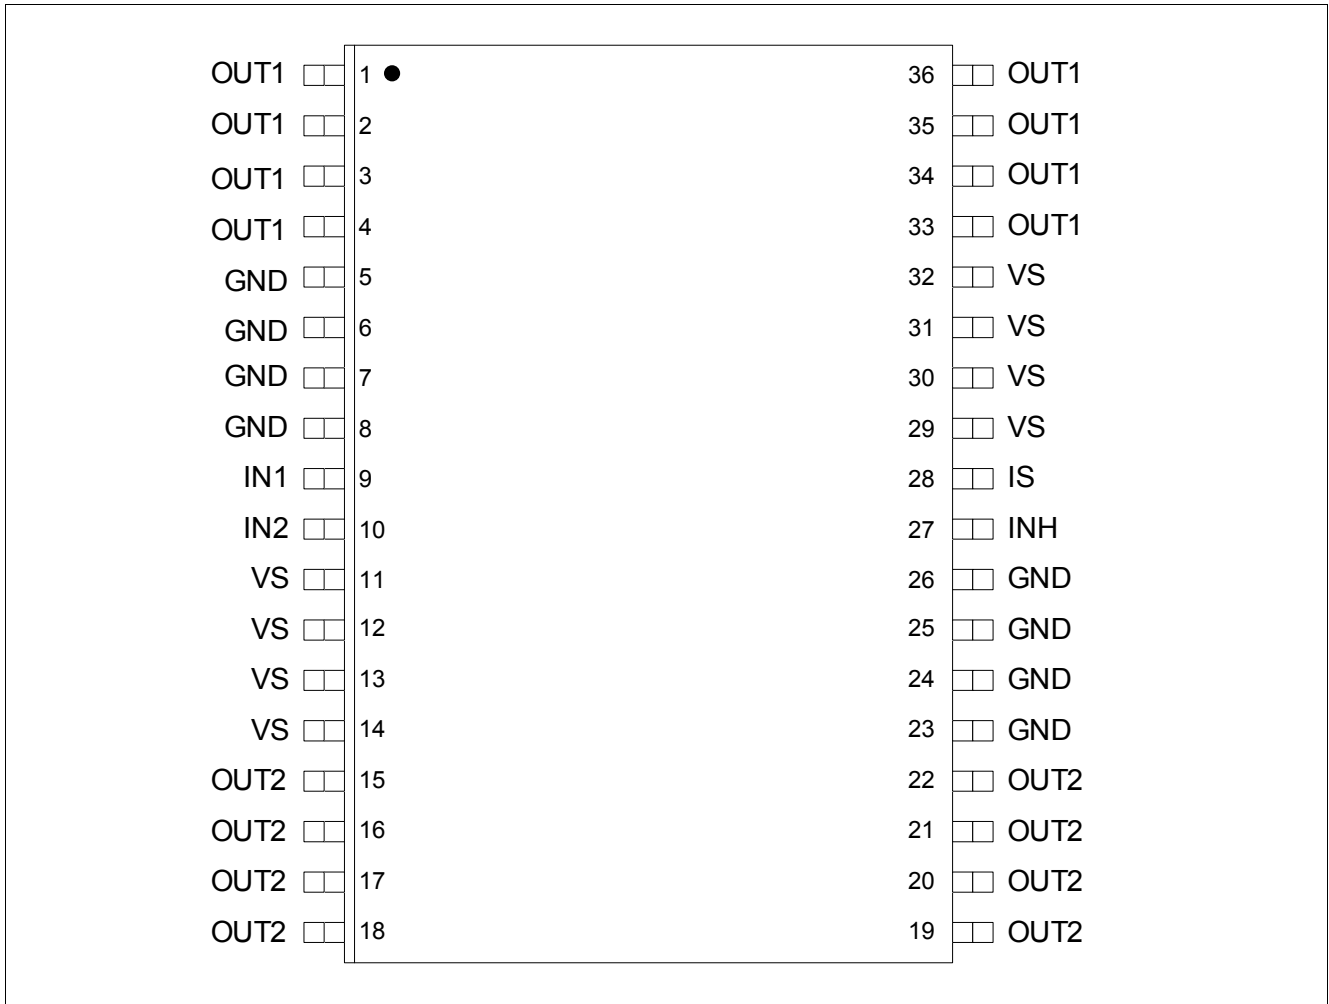 OUT1 1 36 OUT1
OUT1 2 35 OUT1
OUT1 3 34 OUT1
OUT1 4 33 OUT1
GND 5 32 VS
GND 6 31 VS
GND 7 30 VS
GND 8 29 VS
IN1 9 28 IS
IN2 10 27 INH
VS 11 26 GND
VS 12 25 GND
VS 13 24 GND
VS 14 23 GND
OUT2 15 22 OUT2
OUT2 16 21 OUT2
OUT2 17 20 OUT2
OUT2 18 19 OUT2